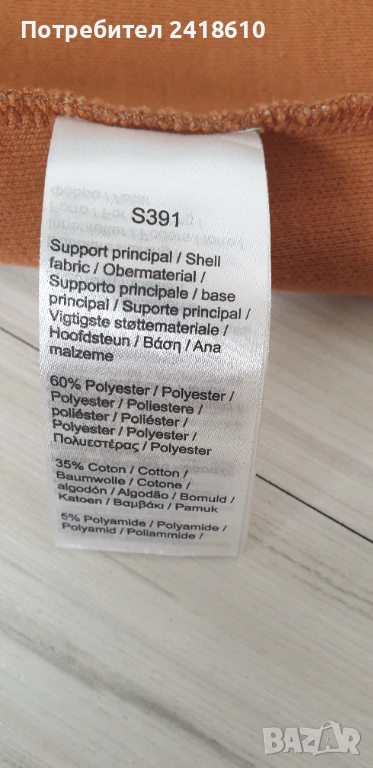 Потребител 2418610
S391
Support principal / Shell
fabric / Obermaterial /
Supporto principale / base
principal / Suporte principal /
Vigtigste støttemateriale /
Hoofdsteun / Βάση / Ana
malzeme
60% Polyester / Polyester /
Polyester / Poliestere /
poliéster / Poliéster /
Polyester / Polyester /
Πολυεστέρας / Polyester
35% Coton / Cotton /
Baumwolle / Cotone /
algodón / Algodão / Bomuld /
Katoen / Βαμβάκι / Pamuk
5% Polyamide / Polyamide /
Polyamid / Poliammide /
BAZAR